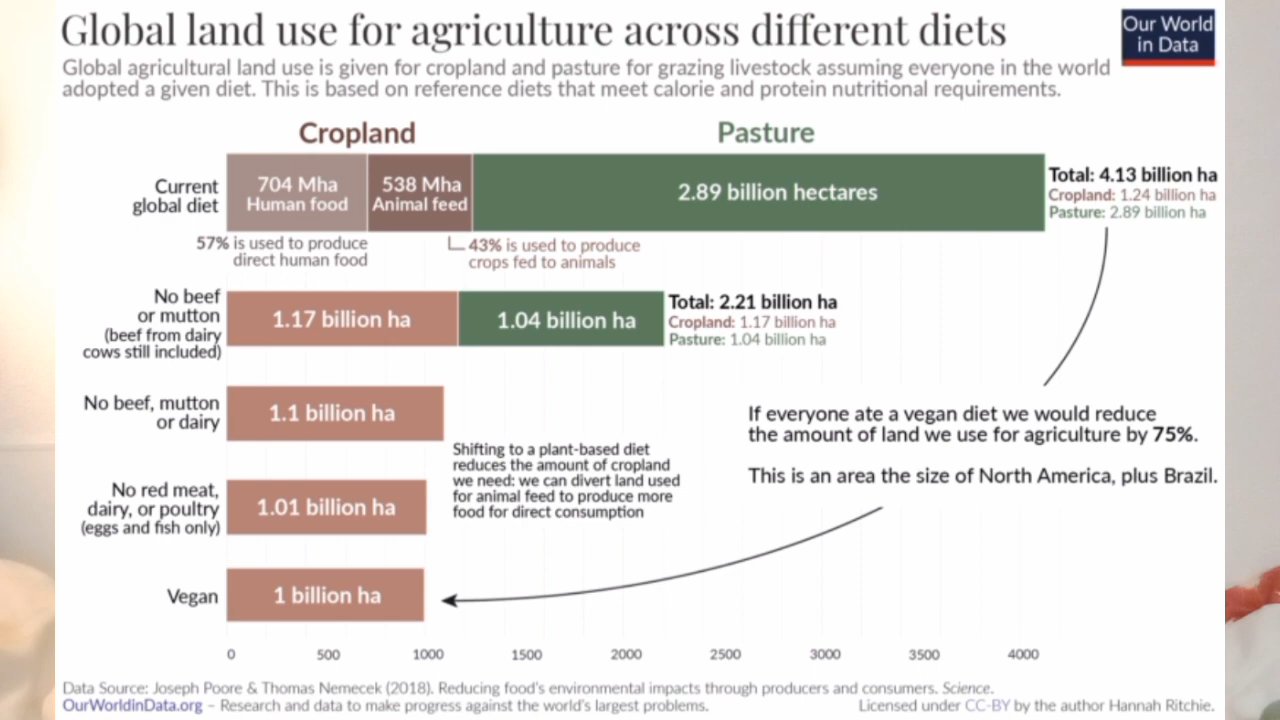 Global land use for agriculture across different diets
Our World
in Data
Global agricultural land use is given for cropland and pasture for grazing livestock assuming everyone in the world
adopted a given diet. This is based on reference diets that meet calorie and protein nutritional requirements.
Cropland
Pasture
Current
global diet
704 Mha
Human food
538 Mha
Animal feed
2.89 billion hectares
Total: 4.13 billion ha
Cropland: 1.24 billion ha
Pasture: 2.89 billion ha
57% is used to produce
direct human food
43% is used to produce
crops fed to animals
No beef
or mutton
(beef from dairy
cows still included)
1.17 billion ha
1.04 billion ha
Total: 2.21 billion ha
Cropland: 1.17 billion ha
Pasture: 1.04 billion ha
No beef, mutton
or dairy
1.1 billion ha
If everyone ate a vegan diet we would reduce
the amount of land we use for agriculture by 75%.
This is an area the size of North America, plus Brazil.
Shifting to a plant-based diet
reduces the amount of cropland
we need: we can divert land used
for animal feed to produce more
food for direct consumption
No red meat,
dairy, or poultry
(eggs and fish only)
1.01 billion ha
Vegan
1 billion ha
0 500 1000 1500 2000 2500 3000 3500 4000
Data Source: Joseph Poore & Thomas Nemecek (2018). Reducing food's environmental impacts through producers and consumers. Science.
OurWorldinData.org – Research and data to make progress against the world's largest problems.
Licensed under CC-BY by the author Hannah Ritchie.